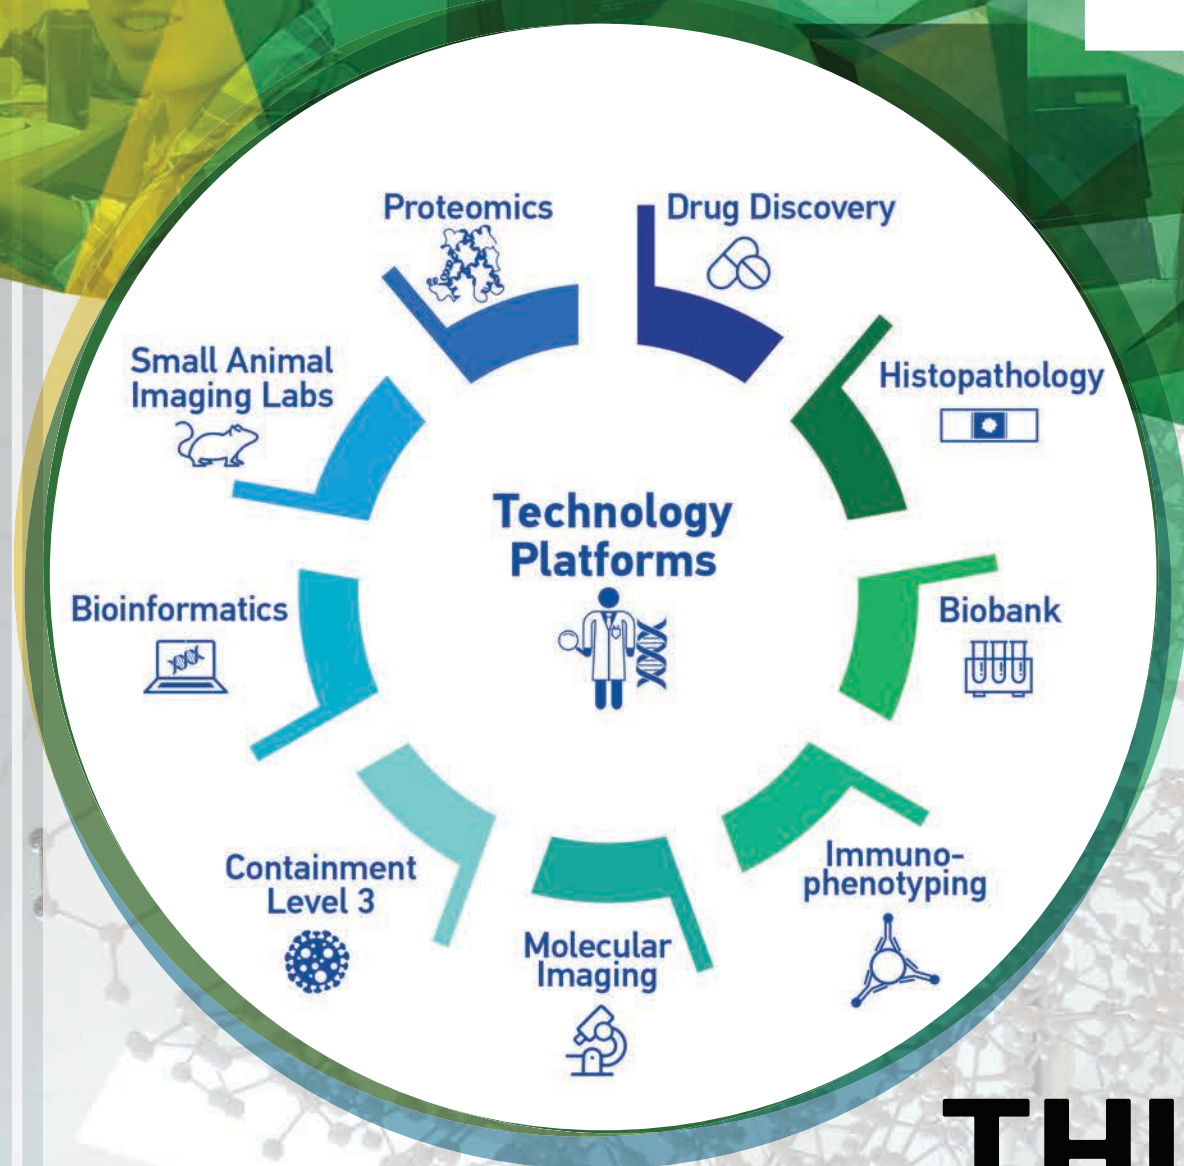 Proteomics
Drug Discovery
Small Animal
Imaging Labs
Histopathology
Technology
Platforms
Bioinformatics
Biobank
Containment
Level 3
Immuno-
phenotyping
Molecular
Imaging
THI